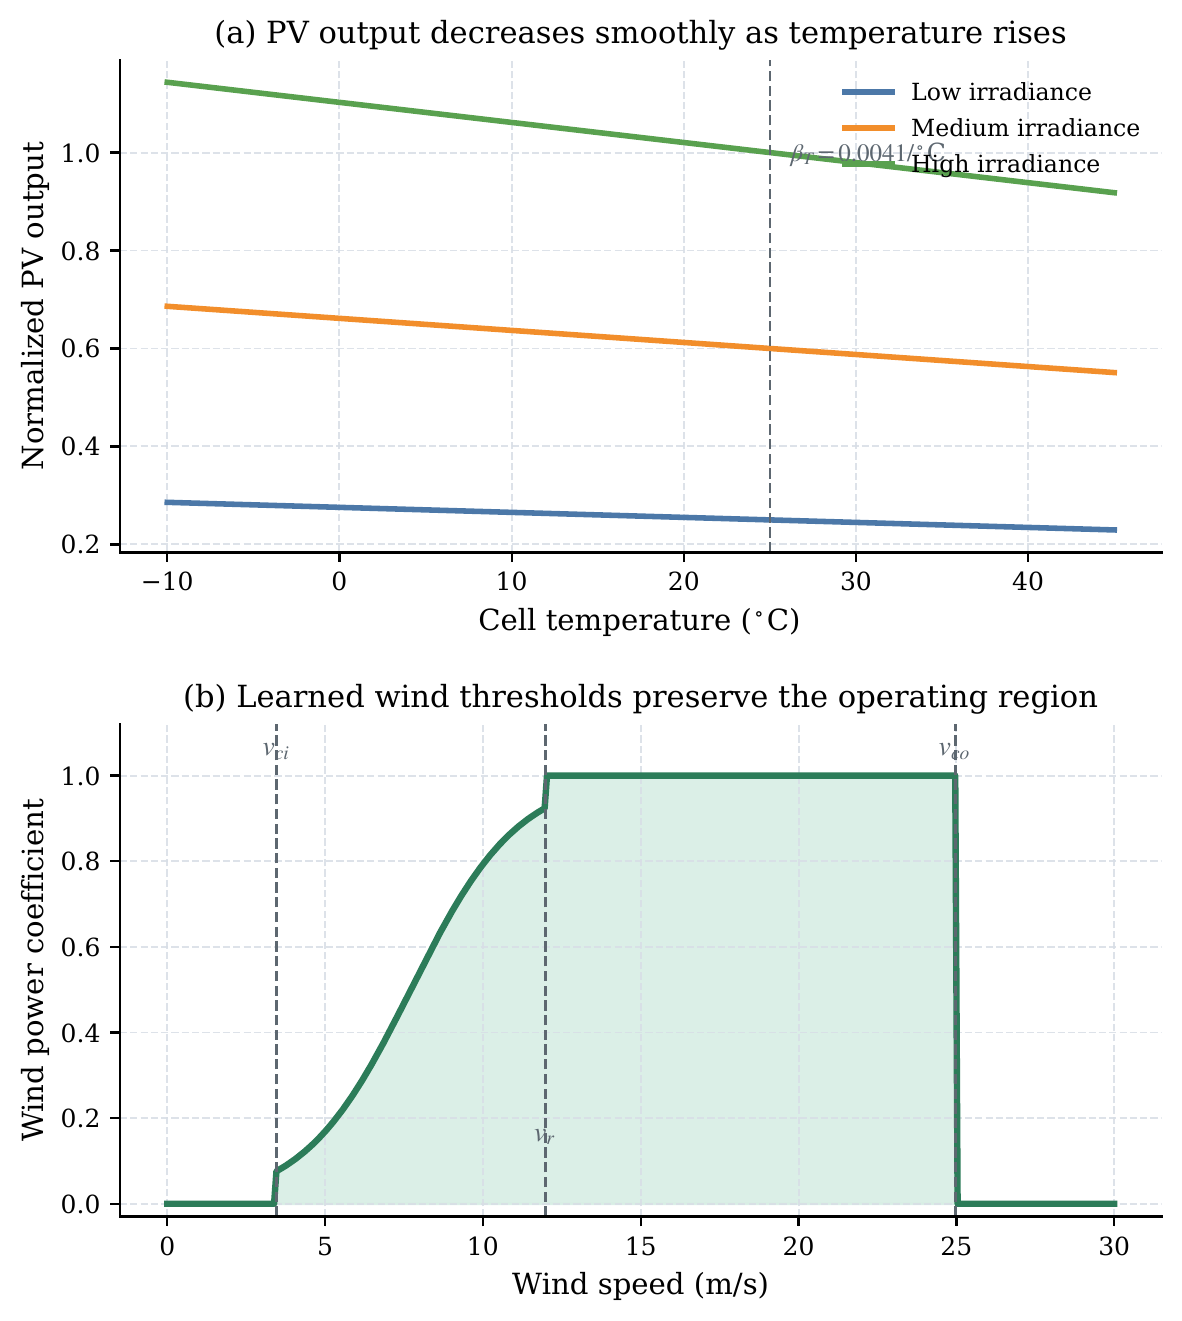 (a) PV output decreases smoothly as temperature rises
Low irradiance
Medium irradiance
High irradiance
β_T = 0.0041/°C
Normalized PV output
1.0
0.8
0.6
0.4
0.2
−10 0 10 20 30 40
Cell temperature (°C)
(b) Learned wind thresholds preserve the operating region
v_ci
v_co
v_r
Wind power coefficient
1.0
0.8
0.6
0.4
0.2
0.0
0 5 10 15 20 25 30
Wind speed (m/s)